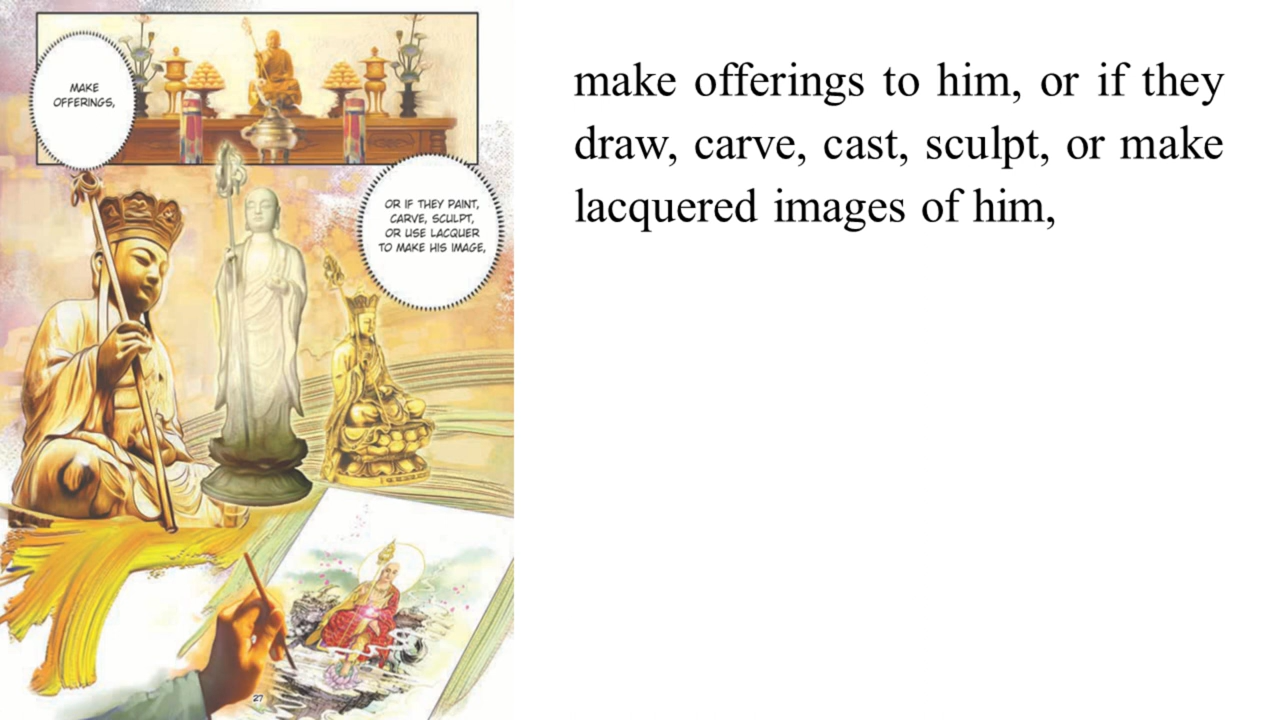 MAKE
OFFERINGS,
OR IF THEY PAINT,
CARVE, SCULPT,
OR USE LACQUER
TO MAKE HIS IMAGE,
27
make offerings to him, or if they
draw, carve, cast, sculpt, or make
lacquered images of him,